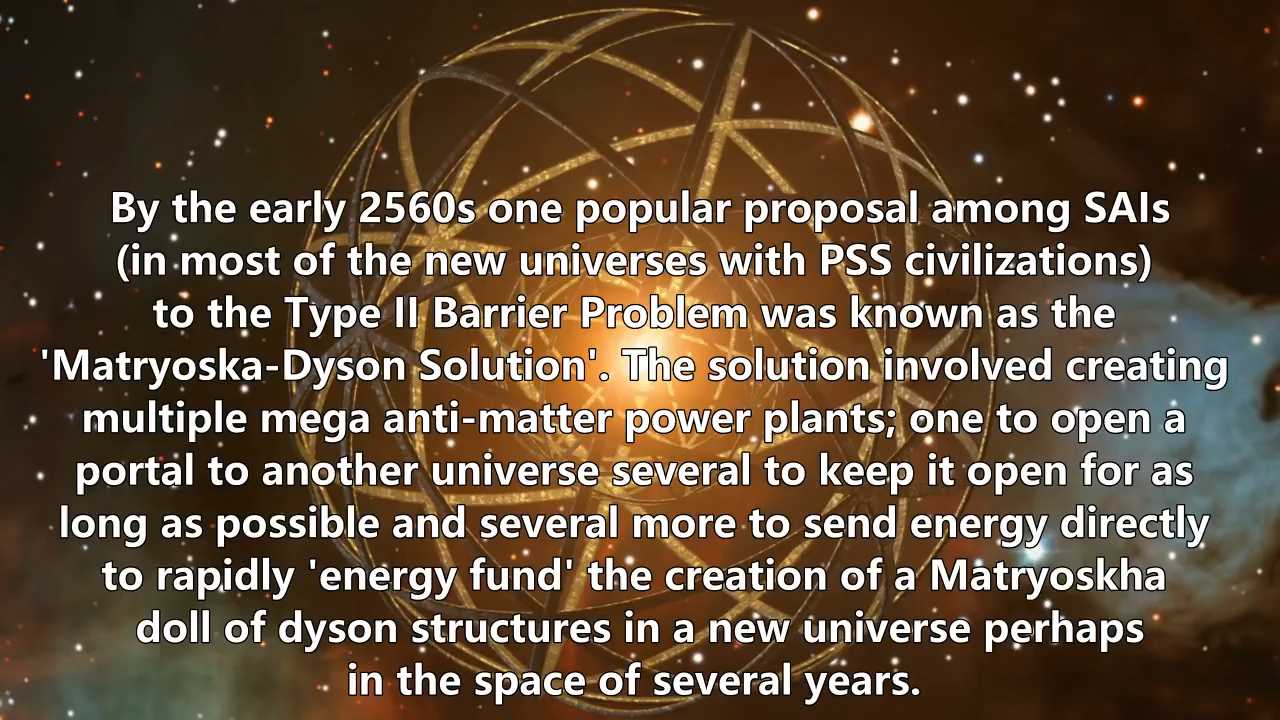 By the early 2560s one popular proposal among SAIs
(in most of the new universes with PSS civilizations)
to the Type II Barrier Problem was known as the
'Matryoska-Dyson Solution'. The solution involved creating
multiple mega anti-matter power plants; one to open a
portal to another universe several to keep it open for as
long as possible and several more to send energy directly
to rapidly 'energy fund' the creation of a Matryoskha
doll of dyson structures in a new universe perhaps
in the space of several years.